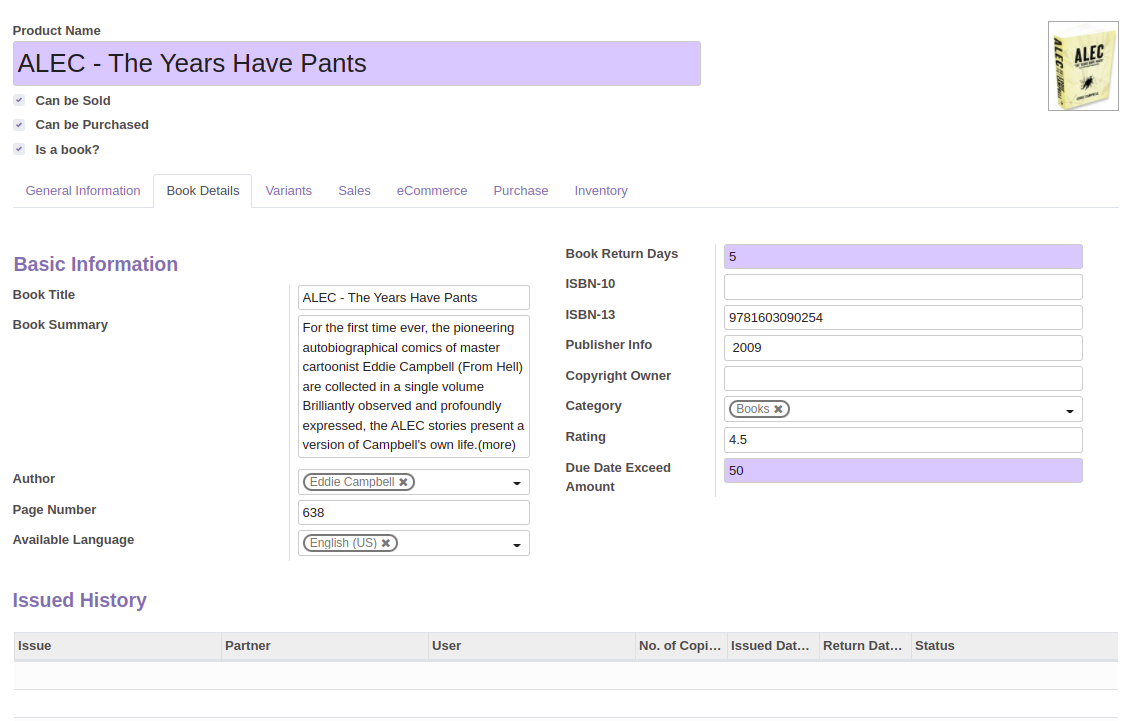 Product Name
ALEC - The Years Have Pants
ALEC
Can be Sold
Can be Purchased
Is a book?
General Information Book Details Variants Sales eCommerce Purchase Inventory
Basic Information
Book Title ALEC - The Years Have Pants
Book Summary For the first time ever, the pioneering
autobiographical comics of master
cartoonist Eddie Campbell (From Hell)
are collected in a single volume
Brilliantly observed and profoundly
expressed, the ALEC stories present a
version of Campbell's own life.(more)
Author Eddie Campbell
Page Number 638
Available Language English (US)
Book Return Days 5
ISBN-10
ISBN-13 9781603090254
Publisher Info 2009
Copyright Owner
Category Books
Rating 4.5
Due Date Exceed 50
Amount
Issued History
Issue Partner User No. of Copi... Issued Dat... Return Dat... Status